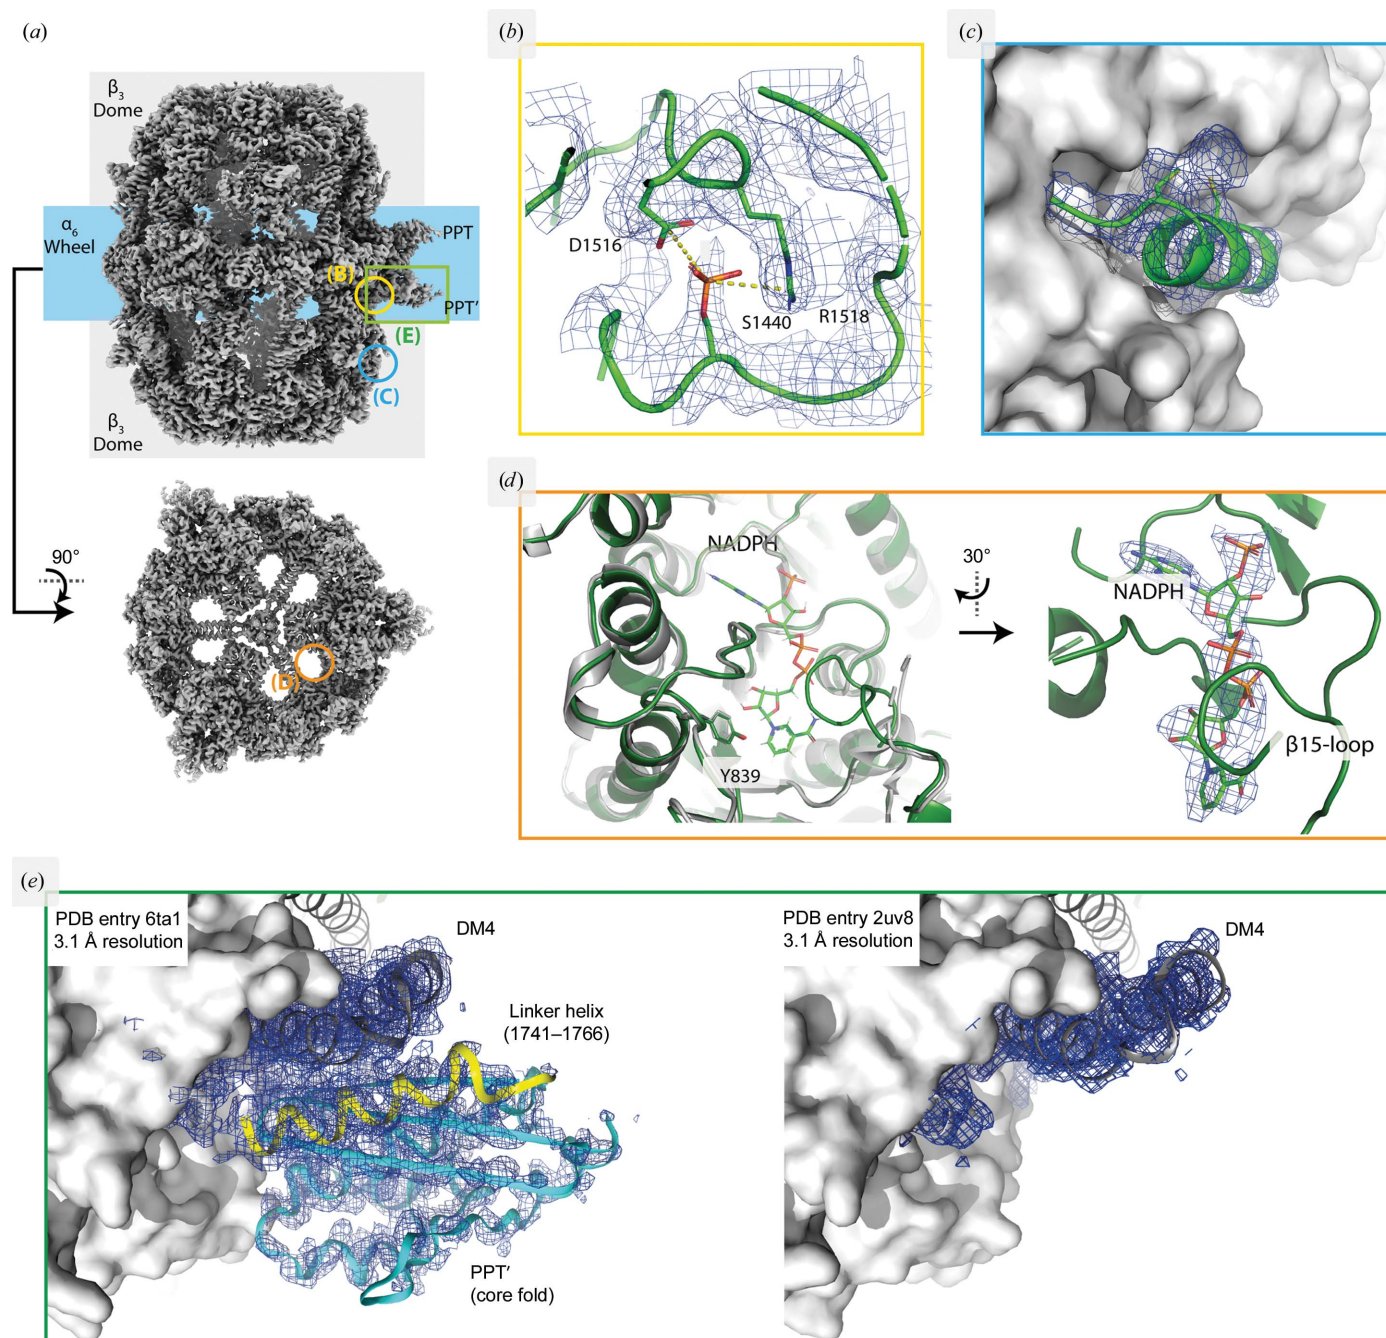 (a)
β3
Dome
α6
Wheel
PPT
(B)
PPT′
(E)
(C)
β3
Dome
90°
(D)
(b)
D1516
S1440
R1518
(c)
(d)
NADPH
Y839
30°
NADPH
β15-loop
(e)
PDB entry 6ta1
3.1 Å resolution
DM4
Linker helix
(1741–1766)
PPT′
(core fold)
PDB entry 2uv8
3.1 Å resolution
DM4